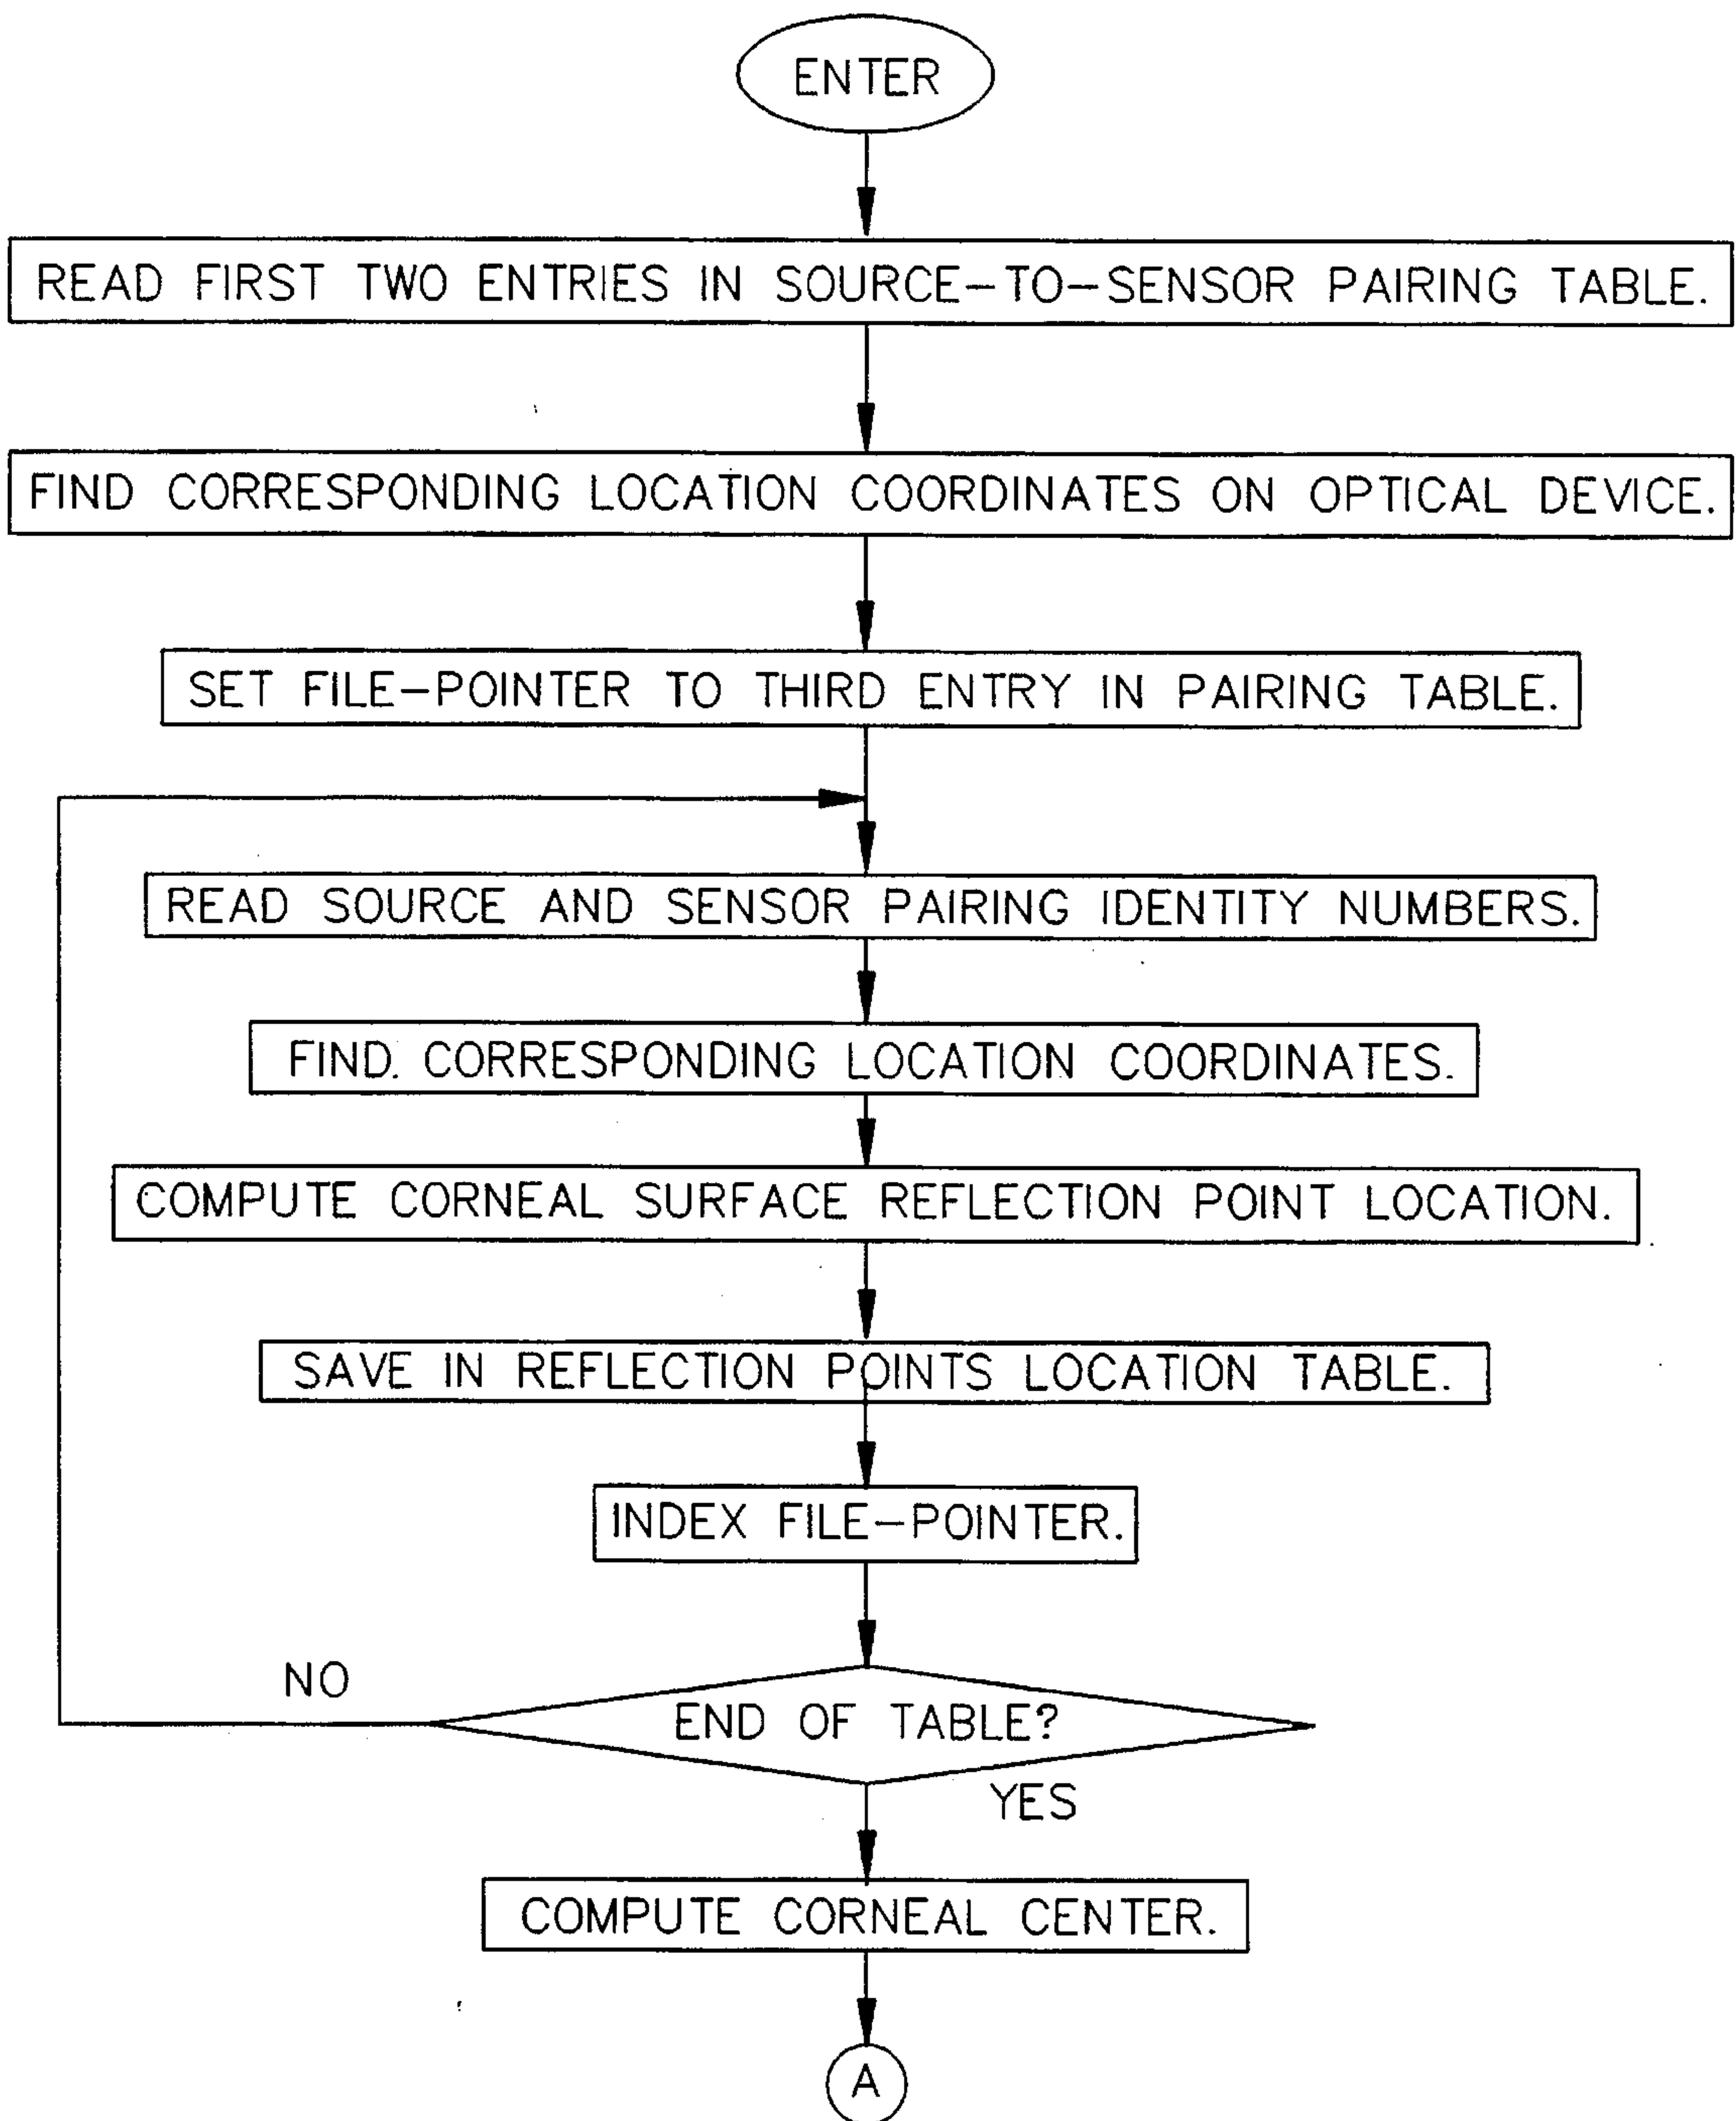 ENTER
READ FIRST TWO ENTRIES IN SOURCE-TO-SENSOR PAIRING TABLE.
FIND CORRESPONDING LOCATION COORDINATES ON OPTICAL DEVICE.
SET FILE-POINTER TO THIRD ENTRY IN PAIRING TABLE.
READ SOURCE AND SENSOR PAIRING IDENTITY NUMBERS.
FIND. CORRESPONDING LOCATION COORDINATES.
COMPUTE CORNEAL SURFACE REFLECTION POINT LOCATION.
SAVE IN REFLECTION POINTS LOCATION TABLE.
INDEX FILE-POINTER.
NO
END OF TABLE?
YES
COMPUTE CORNEAL CENTER.
A